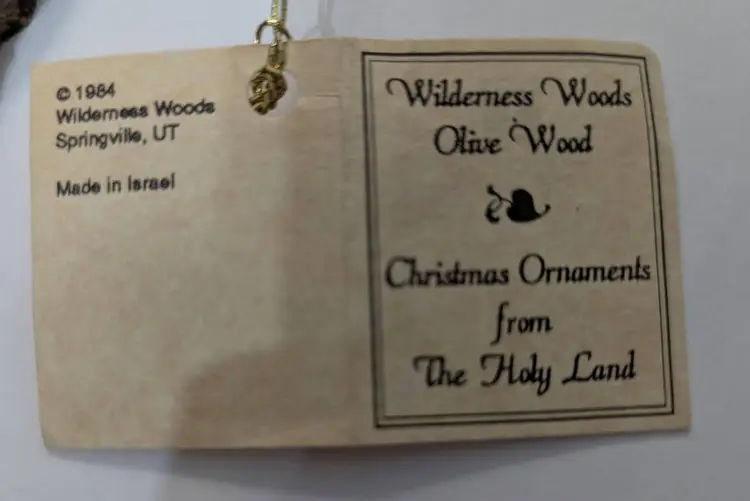 © 1984
Wilderness Woods
Springville, UT
Made in Israel
Wilderness Woods
Olive Wood
Christmas Ornaments
from
The Holy Land